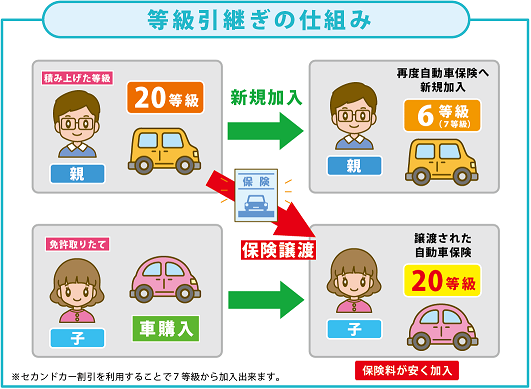 等級引継ぎの仕組み
積み上げた等級
20等級
親
新規加入
再度自動車保険へ
新規加入
6等級
(7等級)
親
保険
保険譲渡
免許取りたて
子
車購入
譲渡された
自動車保険
20等級
子
保険料が安く加入
※セカンドカー割引を利用することで7等級から加入出来ます。